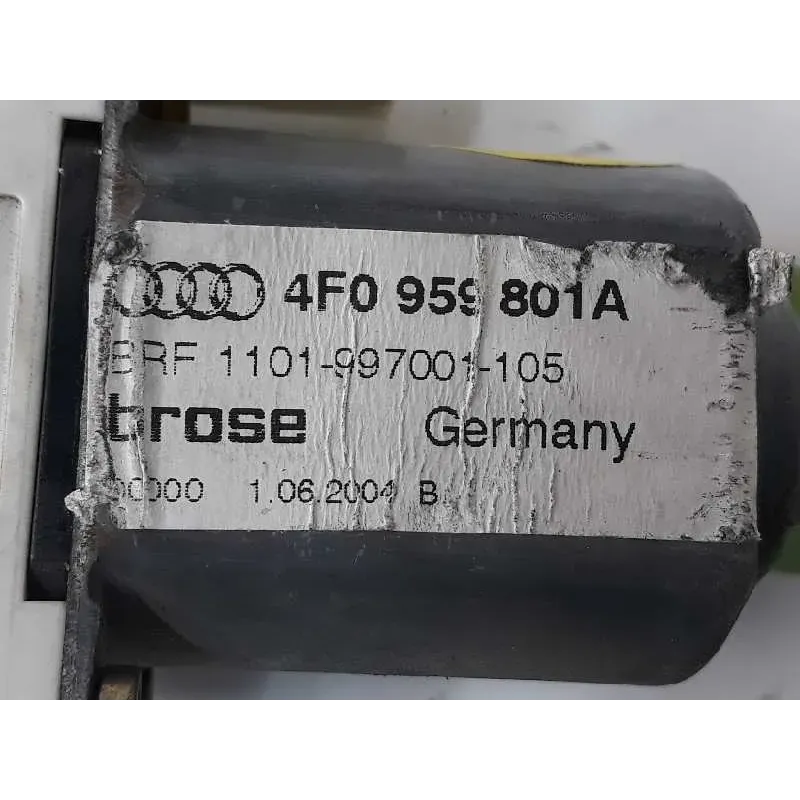 4F0 959 801A
BRF 1101-997001-105
brose Germany
00000 1.06.2004 B